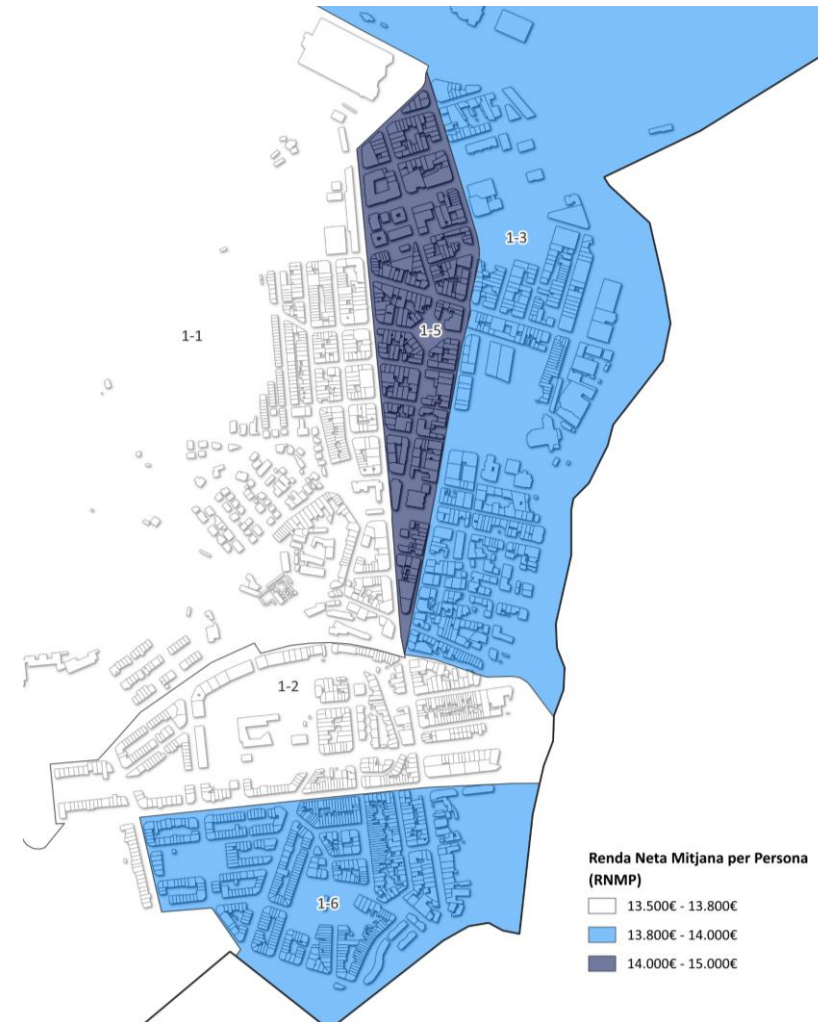 1-3
1-1
1-5
1-2
1-6
Renda Neta Mitjana per Persona
(RNMP)
13.500€ - 13.800€
13.800€ - 14.000€
14.000€ - 15.000€